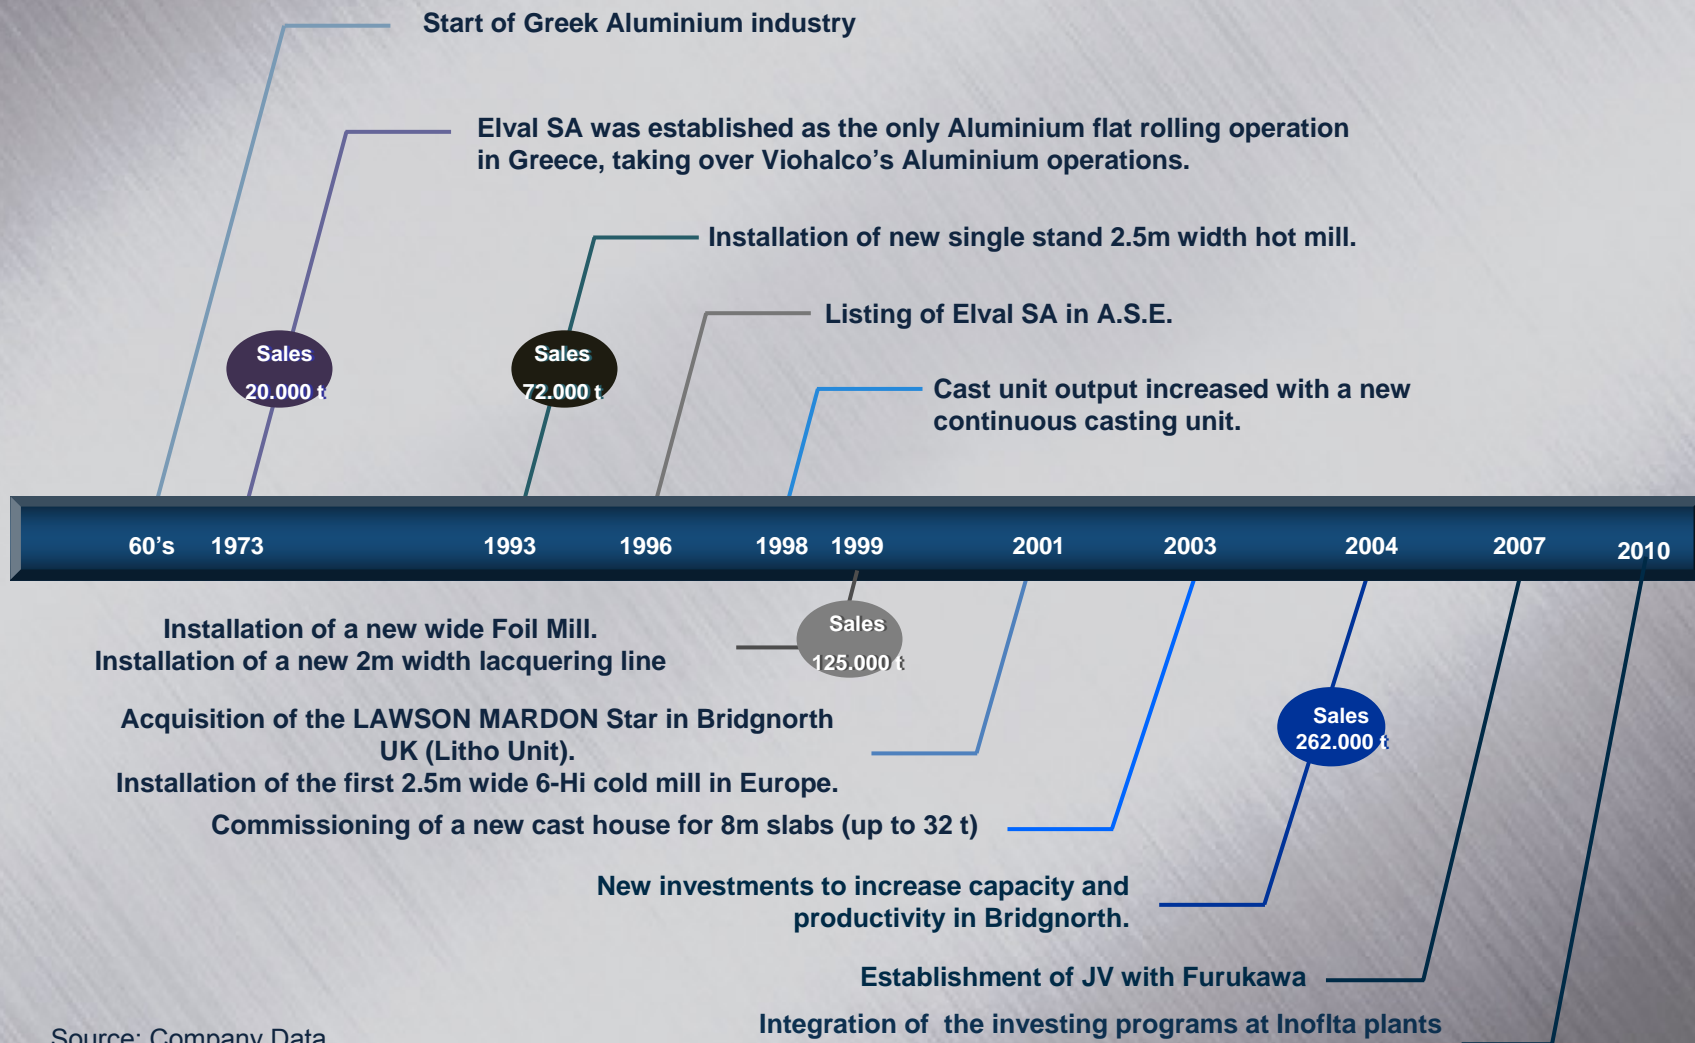 Start of Greek Aluminium industry
Elval SA was established as the only Aluminium flat rolling operation
in Greece, taking over Viohalco’s Aluminium operations.
Installation of new single stand 2.5m width hot mill.
Listing of Elval SA in A.S.E.
Sales
20.000 t
Sales
72.000 t
Cast unit output increased with a new
continuous casting unit.
60’s 1973 1993 1996 1998 1999 2001 2003 2004 2007 2010
Installation of a new wide Foil Mill.
Installation of a new 2m width lacquering line
Sales
125.000 t
Acquisition of the LAWSON MARDON Star in Bridgnorth
UK (Litho Unit).
Installation of the first 2.5m wide 6-Hi cold mill in Europe.
Sales
262.000 t
Commissioning of a new cast house for 8m slabs (up to 32 t)
New investments to increase capacity and
productivity in Bridgnorth.
Establishment of JV with Furukawa
Integration of the investing programs at Inofita plants
Source: Company Data